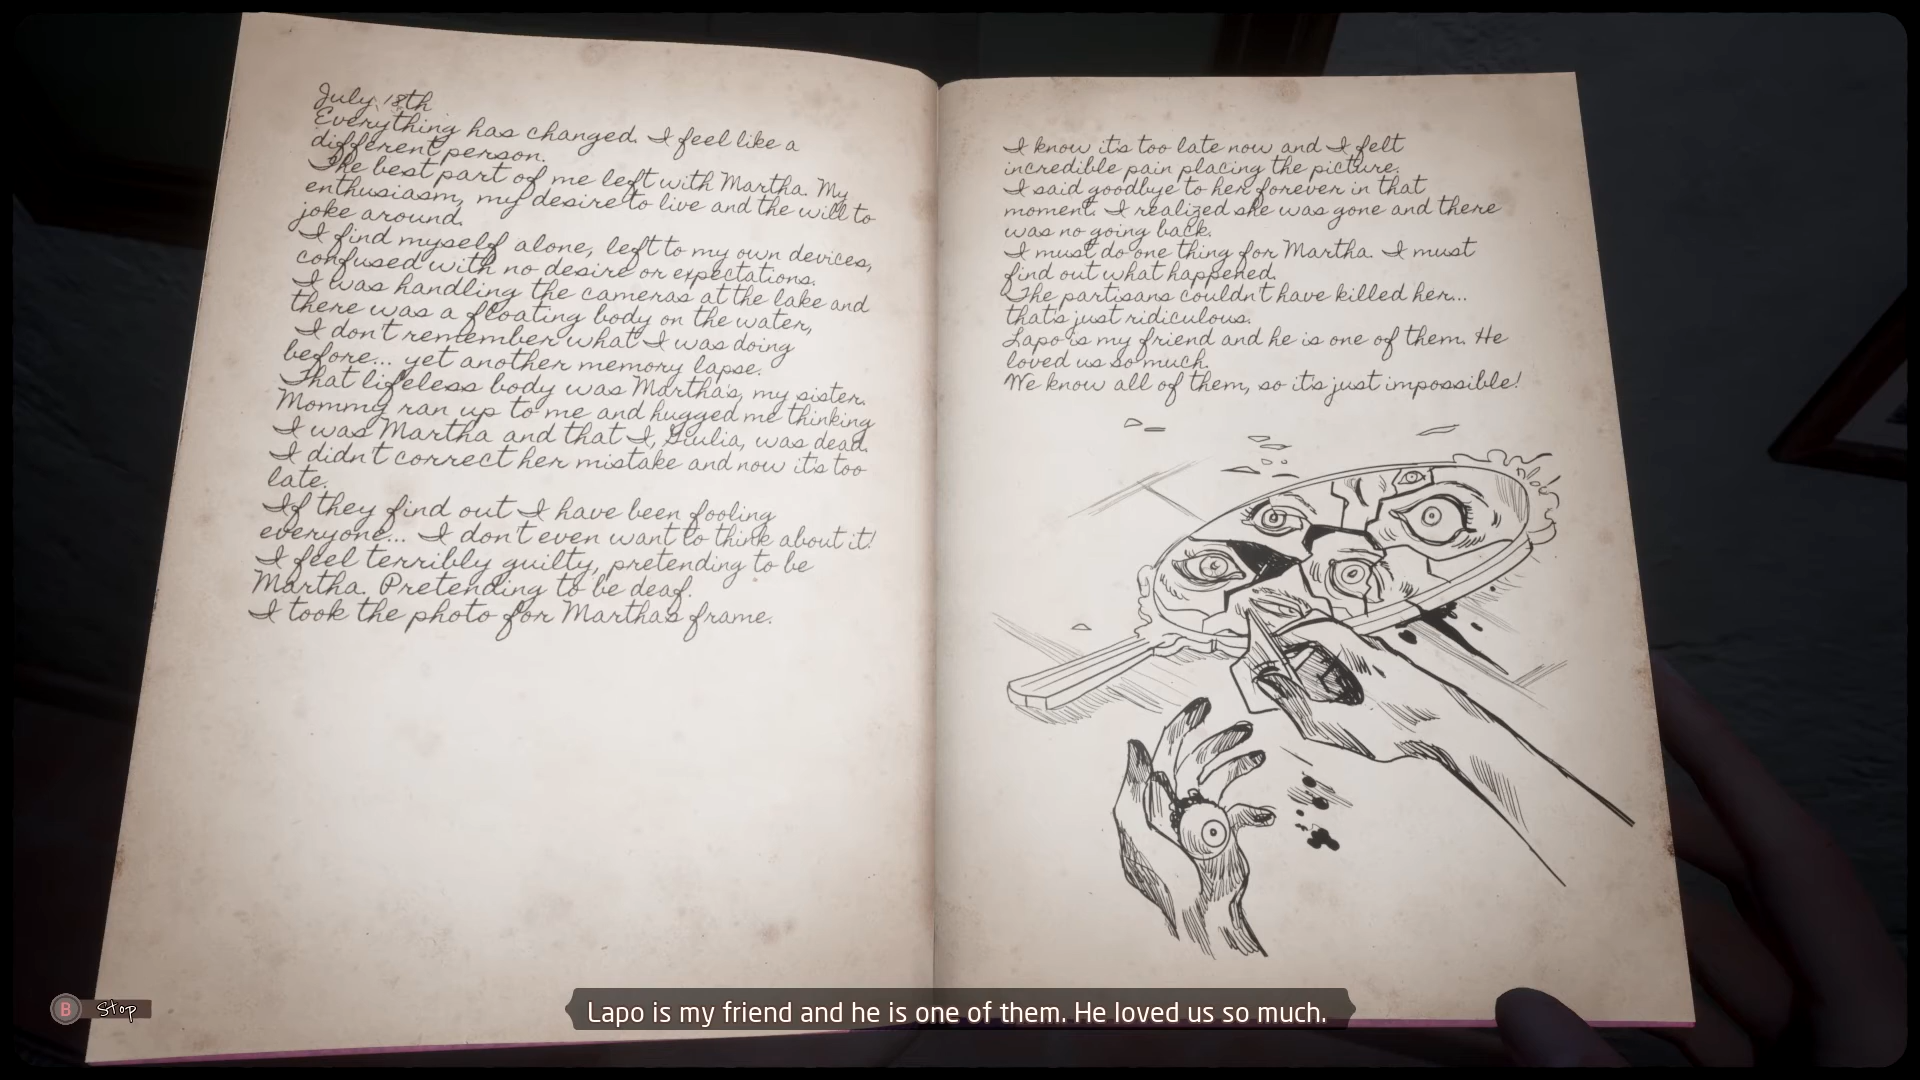 July 18th
Everything has changed. I feel like a
different person.
The best part of me left with Martha. My
enthusiasm, my desire to live and the will to
joke around.
I find myself alone, left to my own devices,
confused with no desire or expectations.
I was handling the cameras at the lake and
there was a floating body on the water,
I don't remember what I was doing
before... yet another memory lapse.
That lifeless body was Martha's, my sister.
Mommy ran up to me and hugged me thinking
I was Martha and that I, Giulia, was dead.
I didn't correct her mistake and now it's too
late.
If they find out I have been fooling
everyone... I don't even want to think about it!
I feel terribly guilty, pretending to be
Martha. Pretending to be deaf.
I took the photo for Martha's frame.
I know it's too late now and I felt
incredible pain placing the picture.
I said goodbye to her forever in that
moment. I realized she was gone and there
was no going back.
I must do one thing for Martha. I must
find out what happened.
The partisans couldn't have killed her...
that's just ridiculous.
Lapo is my friend and he is one of them. He
loved us so much.
We know all of them, so it's just impossible!
B Stop
Lapo is my friend and he is one of them. He loved us so much.